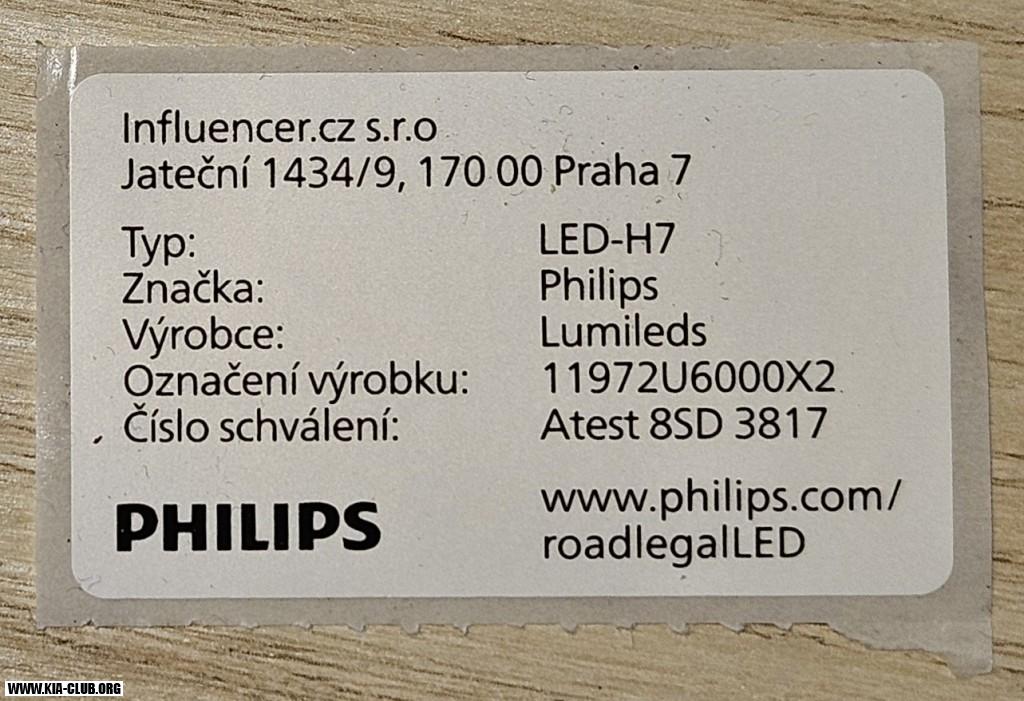 Influencer.cz s.r.o
Jateční 1434/9, 170 00 Praha 7
Typ: LED-H7
Značka: Philips
Výrobce: Lumileds
Označení výrobku: 11972U6000X2
Číslo schválení: Atest 8SD 3817
PHILIPS
www.philips.com/
roadlegalLED
WWW.KIA-CLUB.ORG